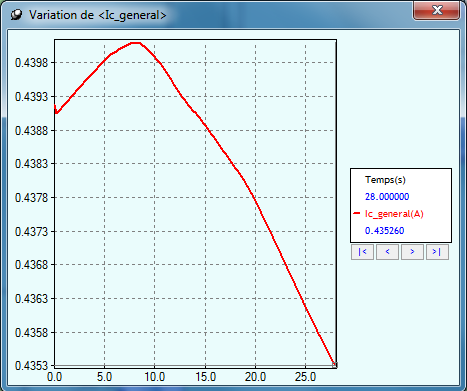 Variation de <Ic_general>
0.4398
0.4393
0.4388
0.4383
0.4378
0.4373
0.4368
0.4363
0.4358
0.4353
0.0 5.0 10.0 15.0 20.0 25.0
Temps(s)
28.000000
Ic_general(A)
0.435260
|< < > >|